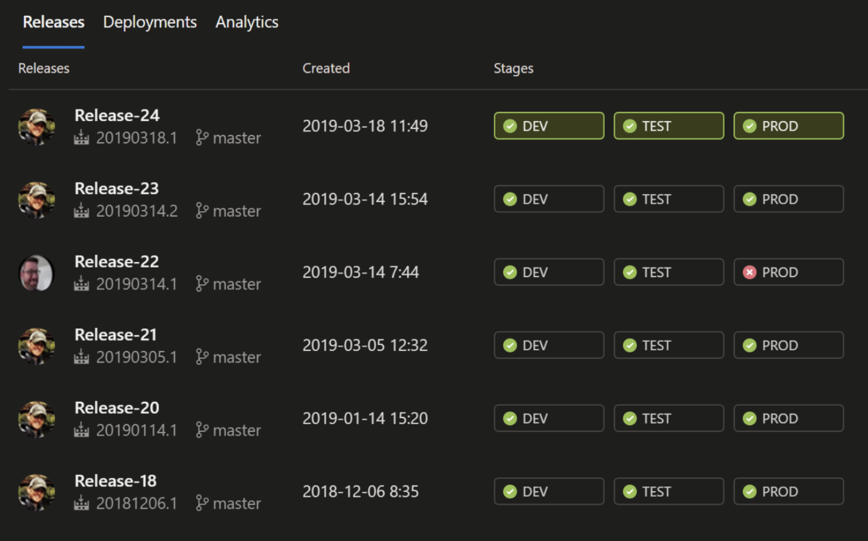 Releases Deployments Analytics
Releases Created Stages
Release-24
20190318.1 master 2019-03-18 11:49 DEV TEST PROD
Release-23
20190314.2 master 2019-03-14 15:54 DEV TEST PROD
Release-22
20190314.1 master 2019-03-14 7:44 DEV TEST PROD
Release-21
20190305.1 master 2019-03-05 12:32 DEV TEST PROD
Release-20
20190114.1 master 2019-01-14 15:20 DEV TEST PROD
Release-18
20181206.1 master 2018-12-06 8:35 DEV TEST PROD